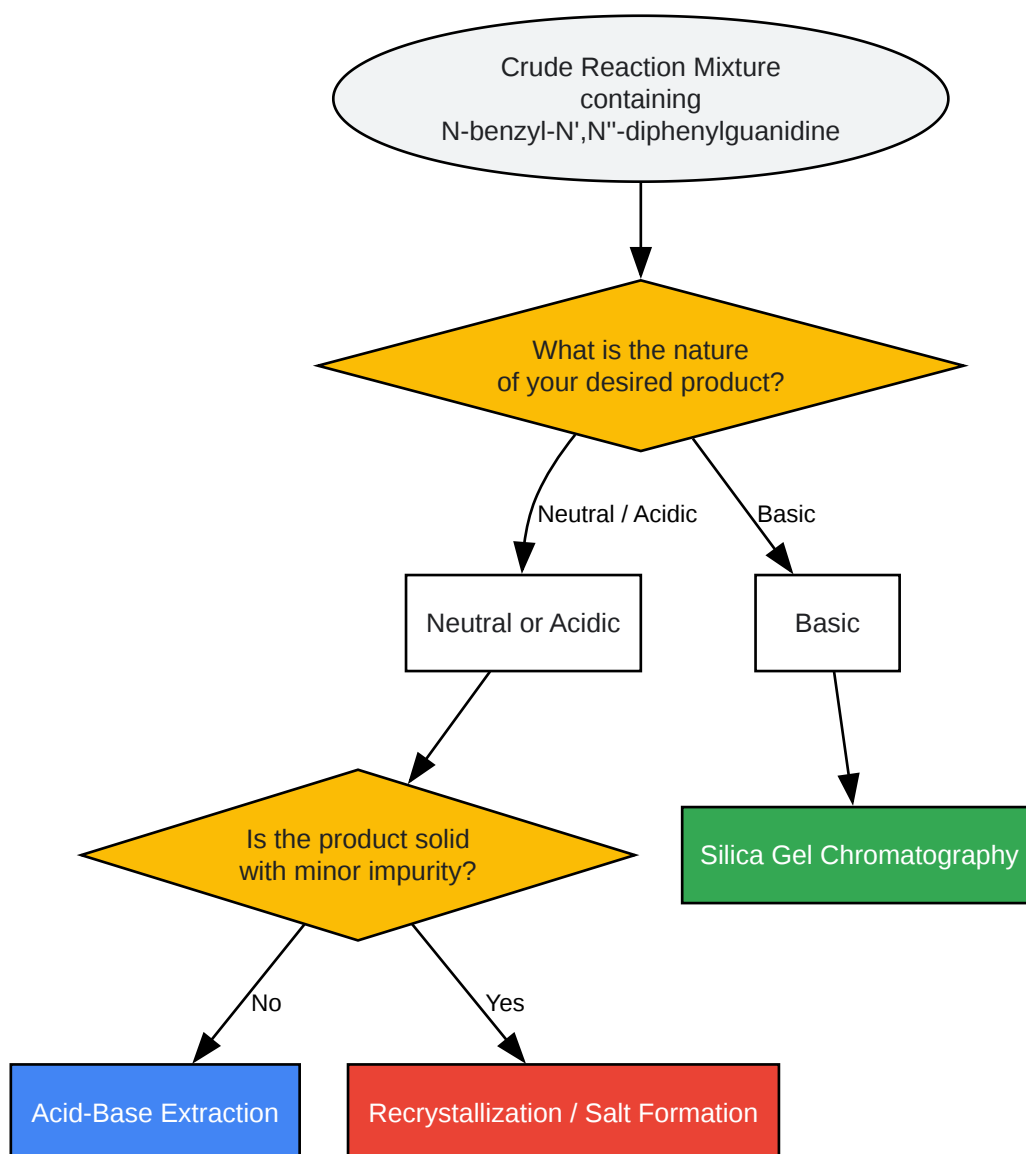 Crude Reaction Mixture
containing
N-benzyl-N',N''-diphenylguanidine
What is the nature
of your desired product?
Neutral / Acidic
Basic
Neutral or Acidic
Basic
Is the product solid
with minor impurity?
Silica Gel Chromatography
No
Yes
Acid-Base Extraction
Recrystallization / Salt Formation